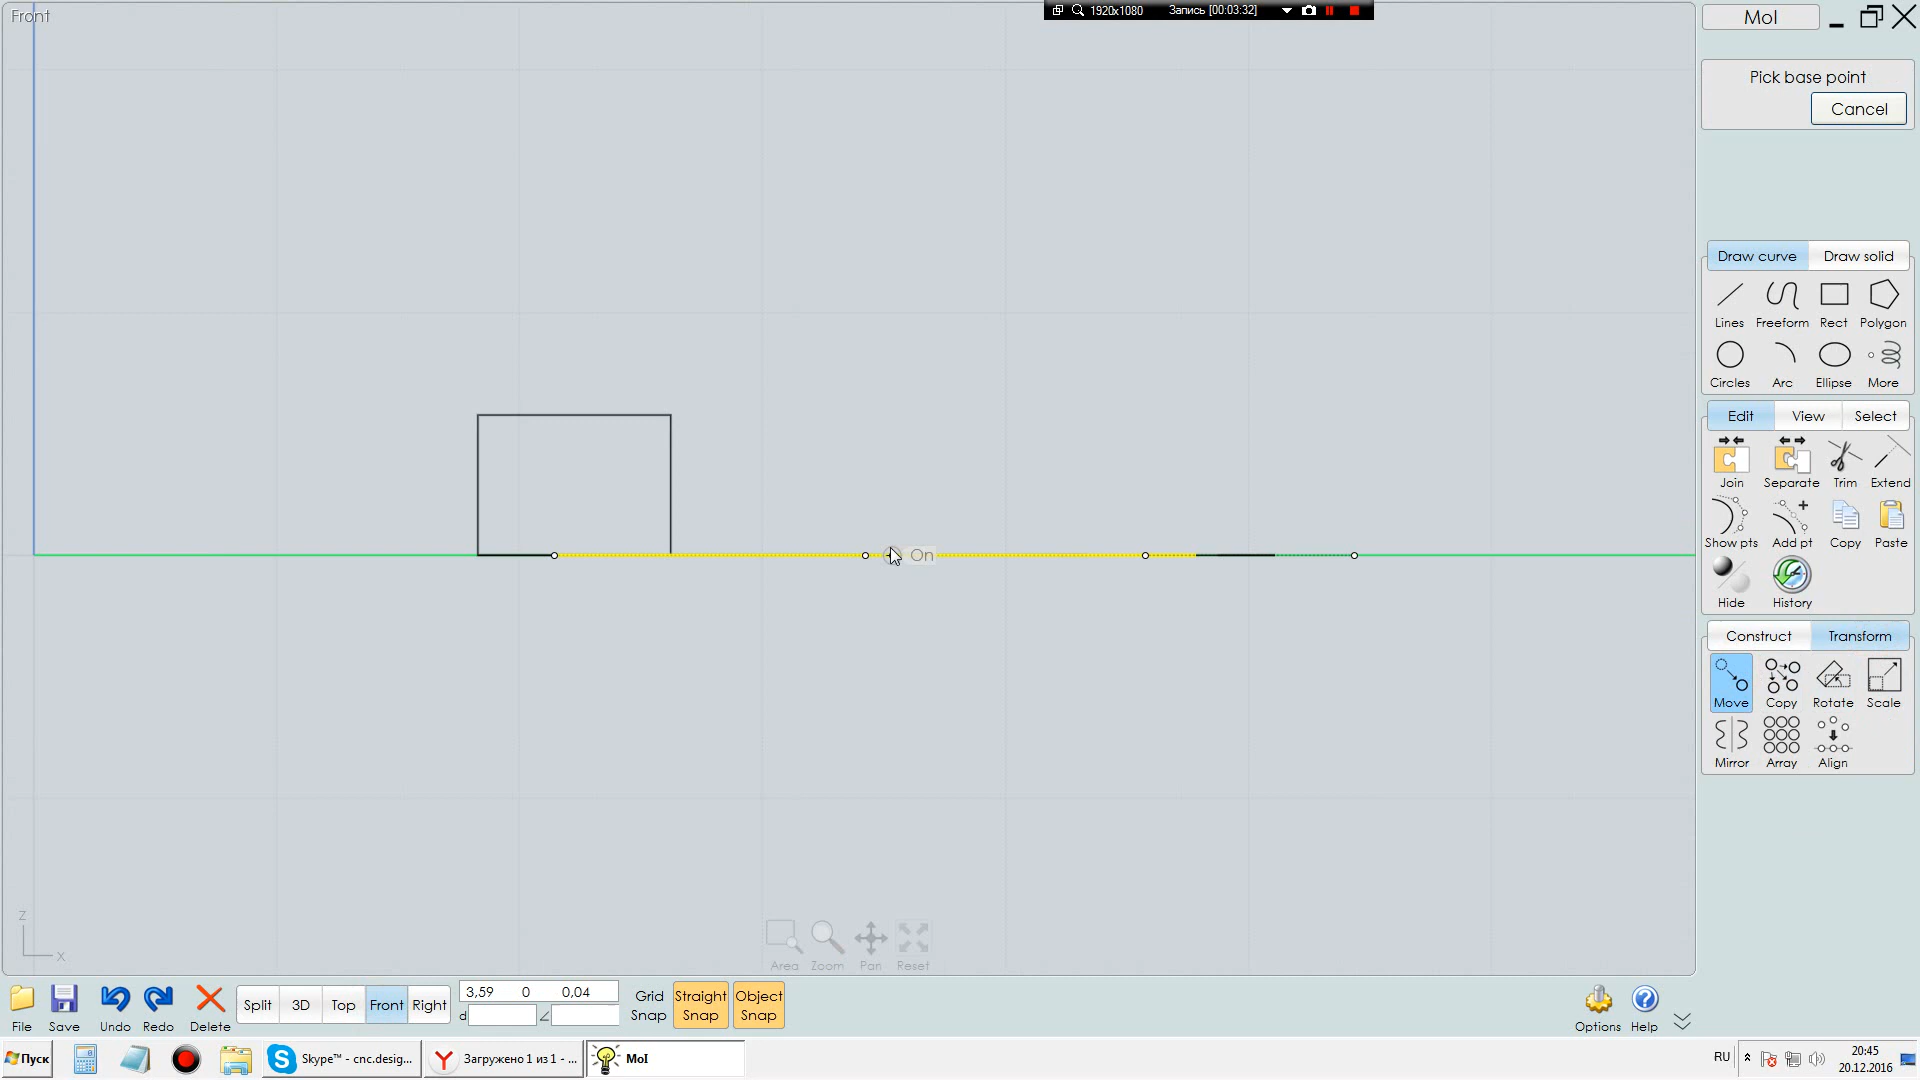 Front
1920x1080 Запись [00:03:32]
MoI
Pick base point
Cancel
Draw curve Draw solid
Lines Freeform Rect Polygon
Circles Arc Ellipse More
Edit View Select
Join Separate Trim Extend
Show pts Add pt Copy Paste
Hide History
Construct Transform
Move Copy Rotate Scale
Mirror Array Align
On
Z
X
Area Zoom Pan Reset
File Save Undo Redo Delete
Split 3D Top Front Right
3,59 0 0,04
d
Grid Snap
Straight Snap
Object Snap
Options Help
Пуск
Skype™ - cnc.desig...
Загружено 1 из 1 - ...
MoI
RU
20:45
20.12.2016